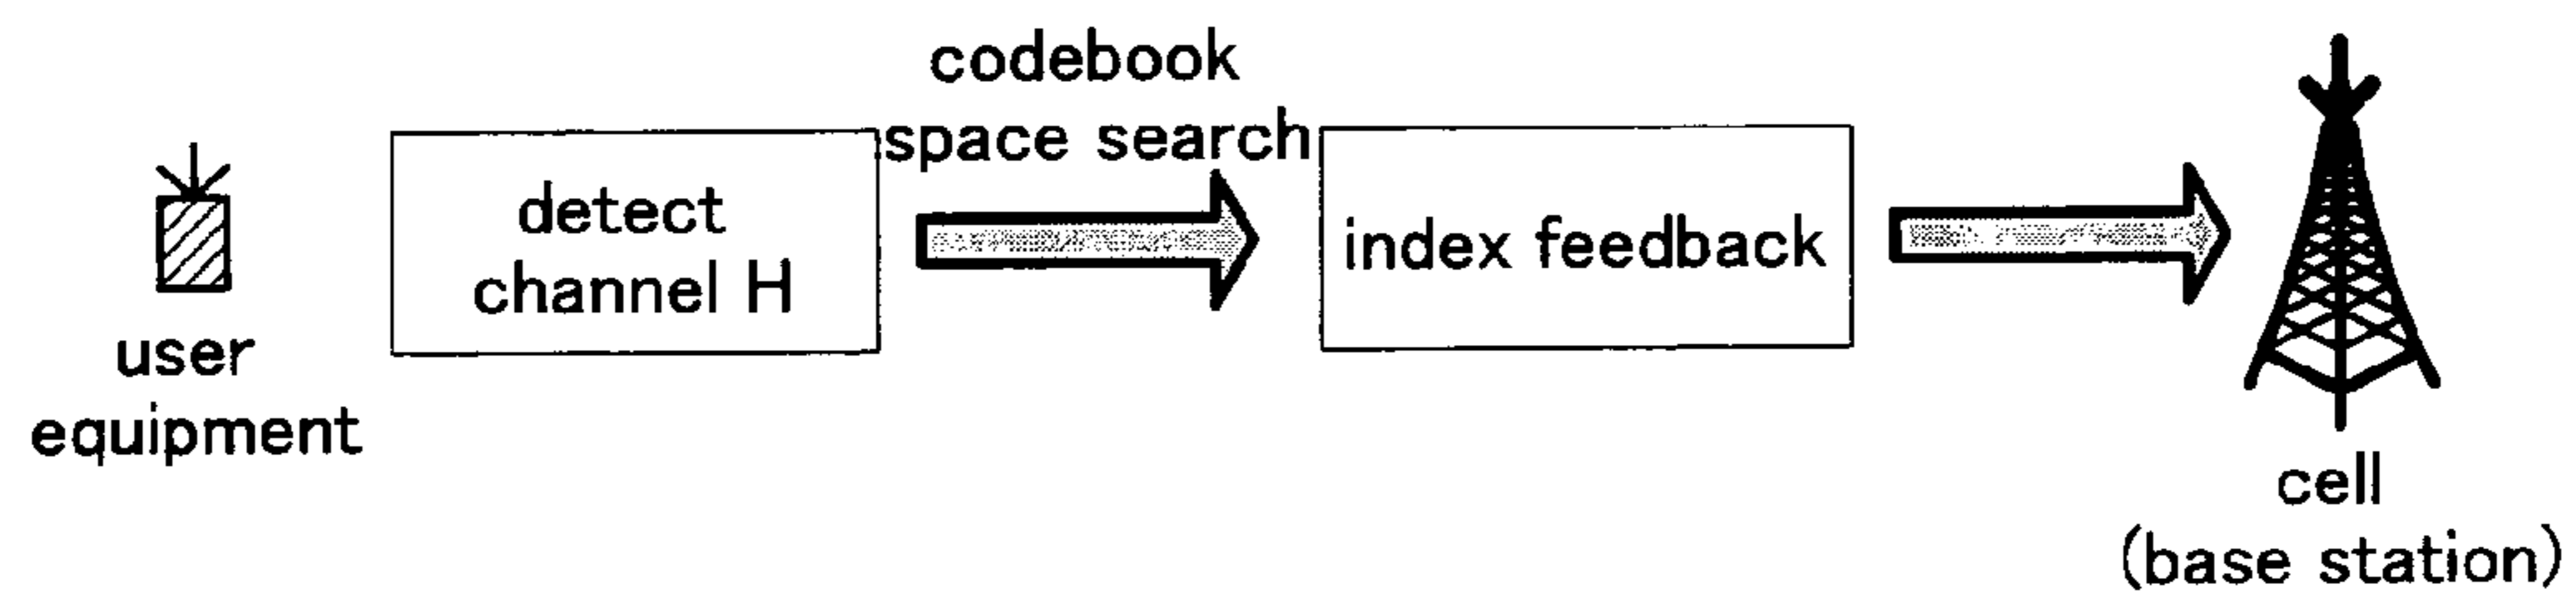 codebook
space search
detect
channel H
index feedback
user
equipment
cell
(base station)